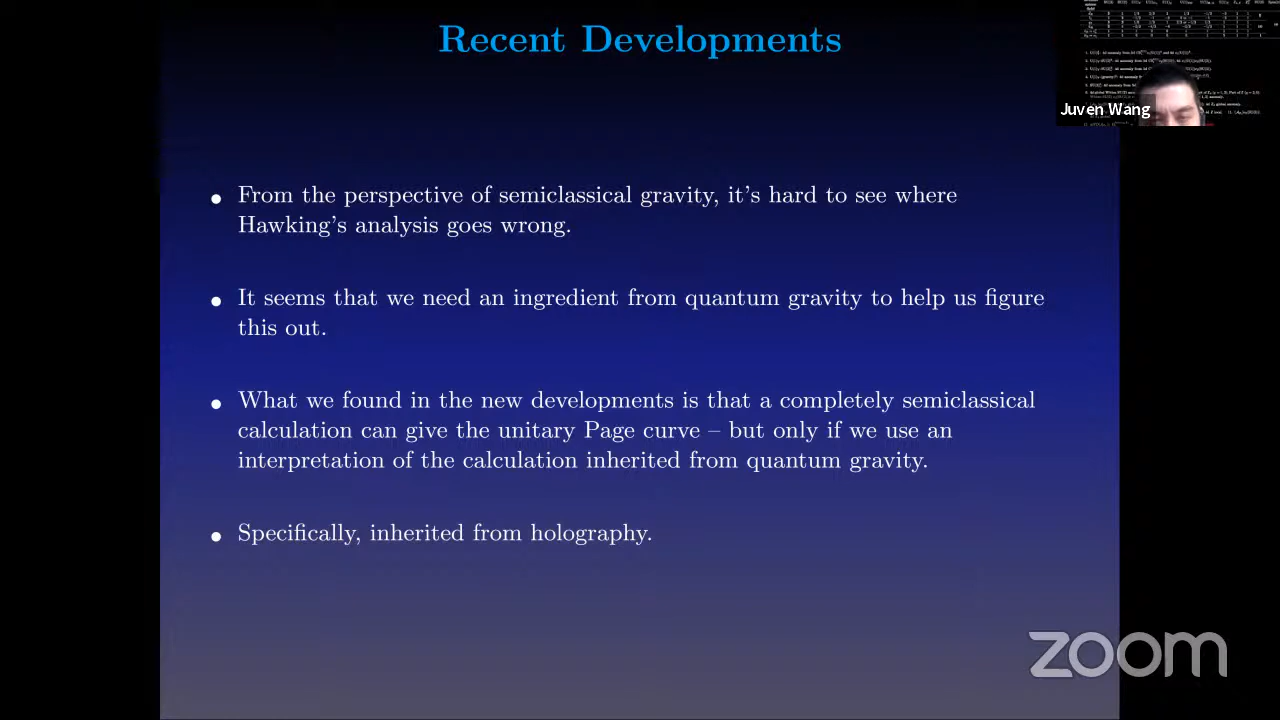 Recent Developments
Juven Wang
• From the perspective of semiclassical gravity, it's hard to see where
Hawking's analysis goes wrong.
• It seems that we need an ingredient from quantum gravity to help us figure
this out.
• What we found in the new developments is that a completely semiclassical
calculation can give the unitary Page curve – but only if we use an
interpretation of the calculation inherited from quantum gravity.
• Specifically, inherited from holography.
zoom